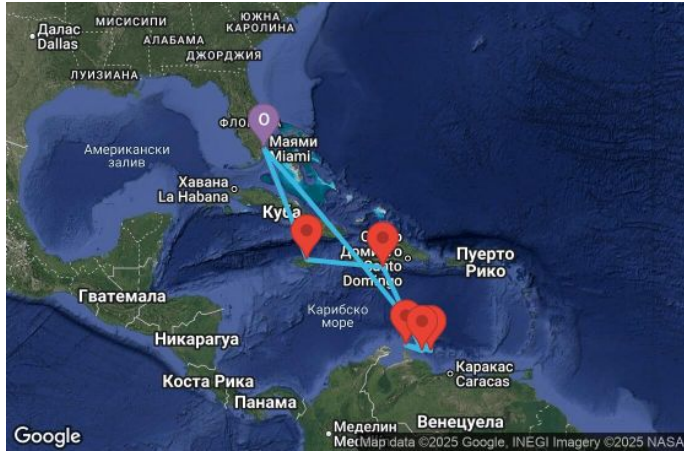 Далас
Dallas
МИСИСИПИ
АЛАБАМА
ЮЖНА
КАРОЛИНА
ДЖОРДЖИЯ
ЛУИЗИАНА
O
Американски
залив
Маями
Miami
Хавана
La Habana
Куба
Доминго
Santo
Domingo
Пуерто
Рико
Гватемала
Карибско
море
Никарагуа
Коста Рика
Панама
Каракас
Caracas
Меделин
Венецуела
Google
Map data ©2025 Google, INEGI Imagery ©2025 NASA